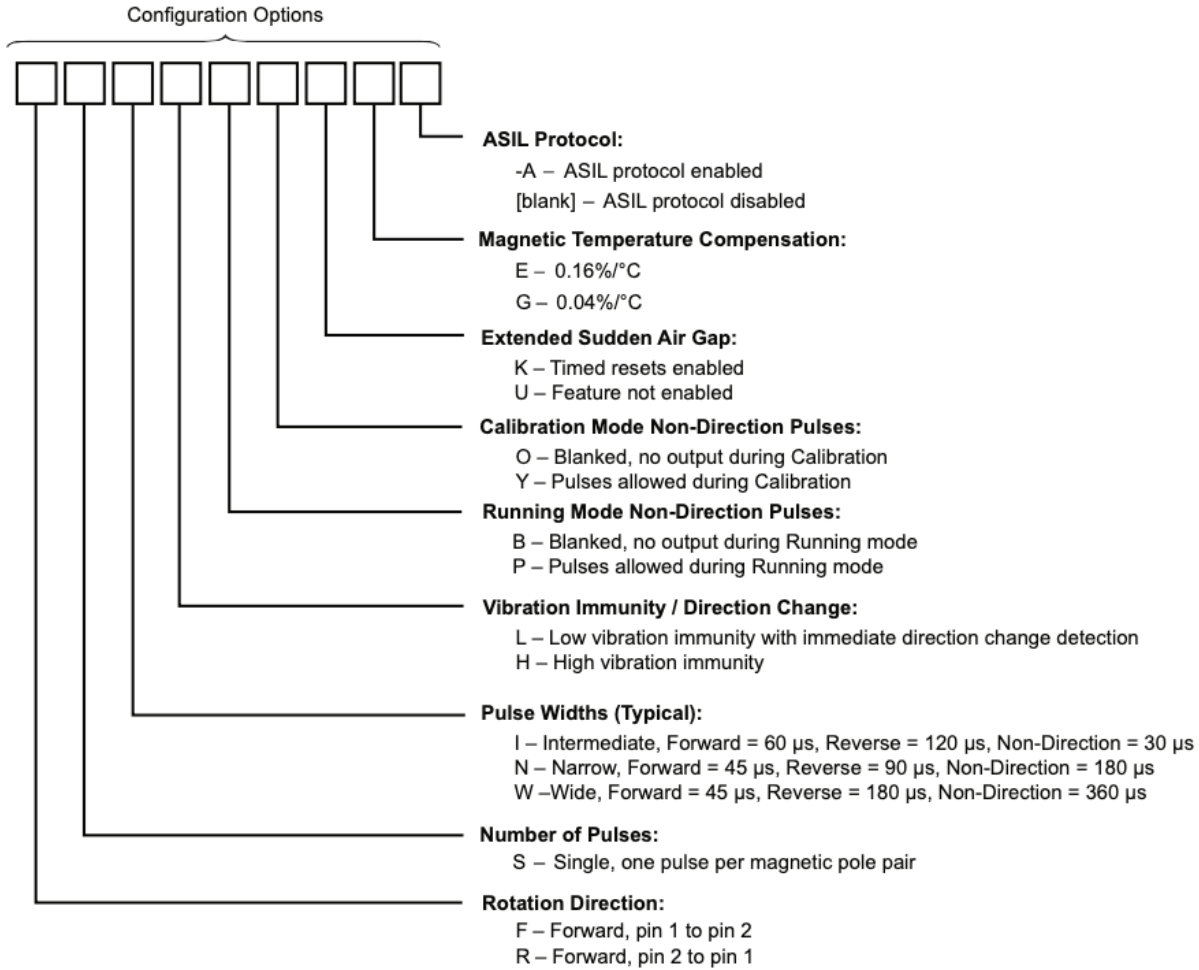 Configuration Options
ASIL Protocol:
-A – ASIL protocol enabled
[blank] – ASIL protocol disabled
Magnetic Temperature Compensation:
E – 0.16%/°C
G – 0.04%/°C
Extended Sudden Air Gap:
K – Timed resets enabled
U – Feature not enabled
Calibration Mode Non-Direction Pulses:
O – Blanked, no output during Calibration
Y – Pulses allowed during Calibration
Running Mode Non-Direction Pulses:
B – Blanked, no output during Running mode
P – Pulses allowed during Running mode
Vibration Immunity / Direction Change:
L – Low vibration immunity with immediate direction change detection
H – High vibration immunity
Pulse Widths (Typical):
I – Intermediate, Forward = 60 µs, Reverse = 120 µs, Non-Direction = 30 µs
N – Narrow, Forward = 45 µs, Reverse = 90 µs, Non-Direction = 180 µs
W –Wide, Forward = 45 µs, Reverse = 180 µs, Non-Direction = 360 µs
Number of Pulses:
S – Single, one pulse per magnetic pole pair
Rotation Direction:
F – Forward, pin 1 to pin 2
R – Forward, pin 2 to pin 1